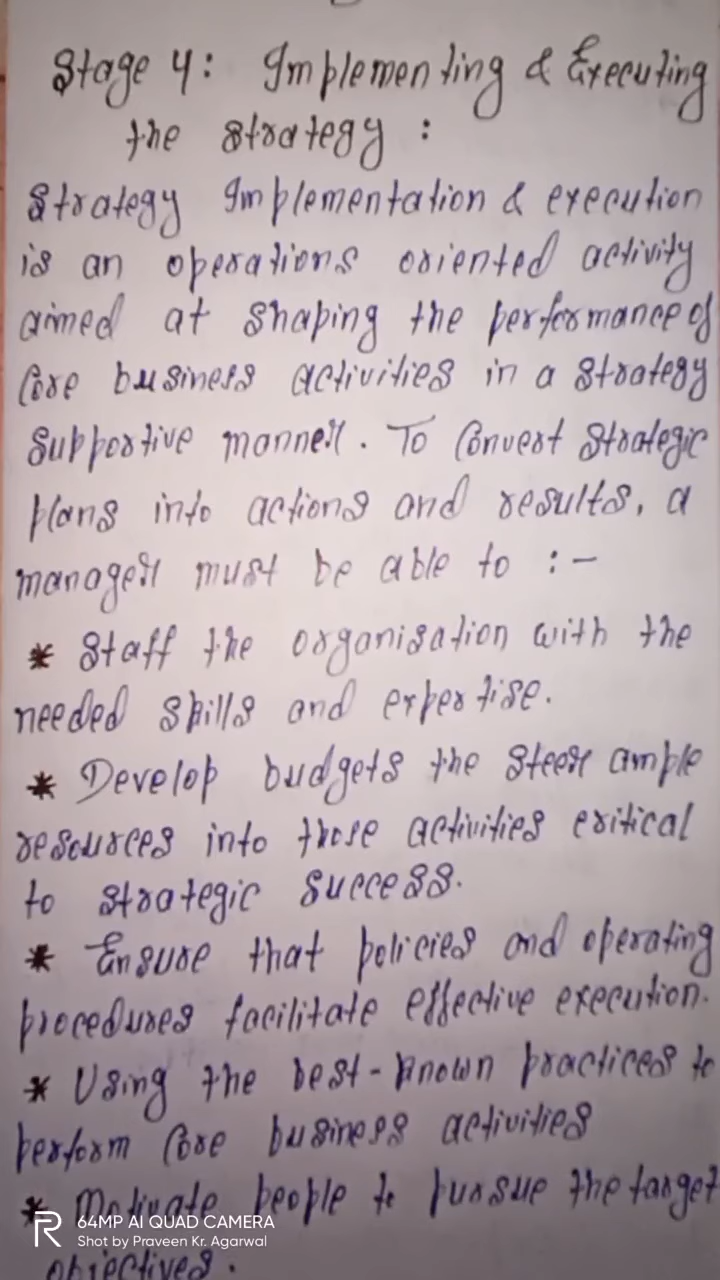 Stage 4: Implementing & Executing
the strategy :
Strategy Implementation & execution
is an operations oriented activity
aimed at shaping the performance of
Core business activities in a strategy
supportive manner. To Convert Strategic
plans into actions and results, a
manager must be able to :-
* Staff the organisation with the
needed skills and expertise.
* Develop budgets the steer ample
resources into those activities critical
to strategic success.
* Ensure that policies and operating
procedures facilitate effective execution.
* Using the best-known practices to
perform Core business activities
* Motivate people to pursue the target
objectives.
64MP AI QUAD CAMERA
Shot by Praveen Kr. Agarwal